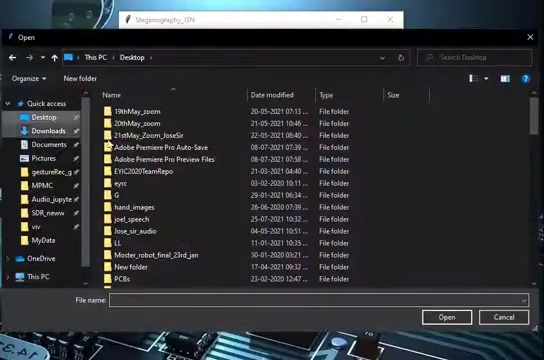 Steganography_JSN
Open
This PC > Desktop >
Search Desktop
Organize
New folder
Name
Date modified
Type
Size
Quick access
Desktop
Downloads
Documents
Pictures
gestureRec_g
MPMC
Audio_jupyte
SDR_neww
viv
MyData
OneDrive
This PC
19thMay_zoom 20-05-2021 07:13 ... File folder
20thMay_zoom 21-05-2021 10:46 ... File folder
21stMay_Zoom_JoseSir 22-05-2021 08:40 ... File folder
Adobe Premiere Pro Auto-Save 08-07-2021 07:39 ... File folder
Adobe Premiere Pro Preview Files 08-07-2021 07:58 ... File folder
EYIC2020TeamRepo 21-03-2021 04:40 ... File folder
eyrc 03-02-2020 10:11 ... File folder
G 29-01-2021 06:34 ... File folder
hand_images 26-06-2020 07:39 ... File folder
joel_speech 25-07-2021 10:32 ... File folder
Jose_sir_audio 04-05-2021 10:51 ... File folder
LL 11-01-2021 10:35 ... File folder
Moster_robot_final_23rd_jan 30-01-2020 03:21 ... File folder
New folder 17-04-2021 09:32 ... File folder
PCBs 23-02-2020 12:47 ... File folder
File name:
Open
Cancel